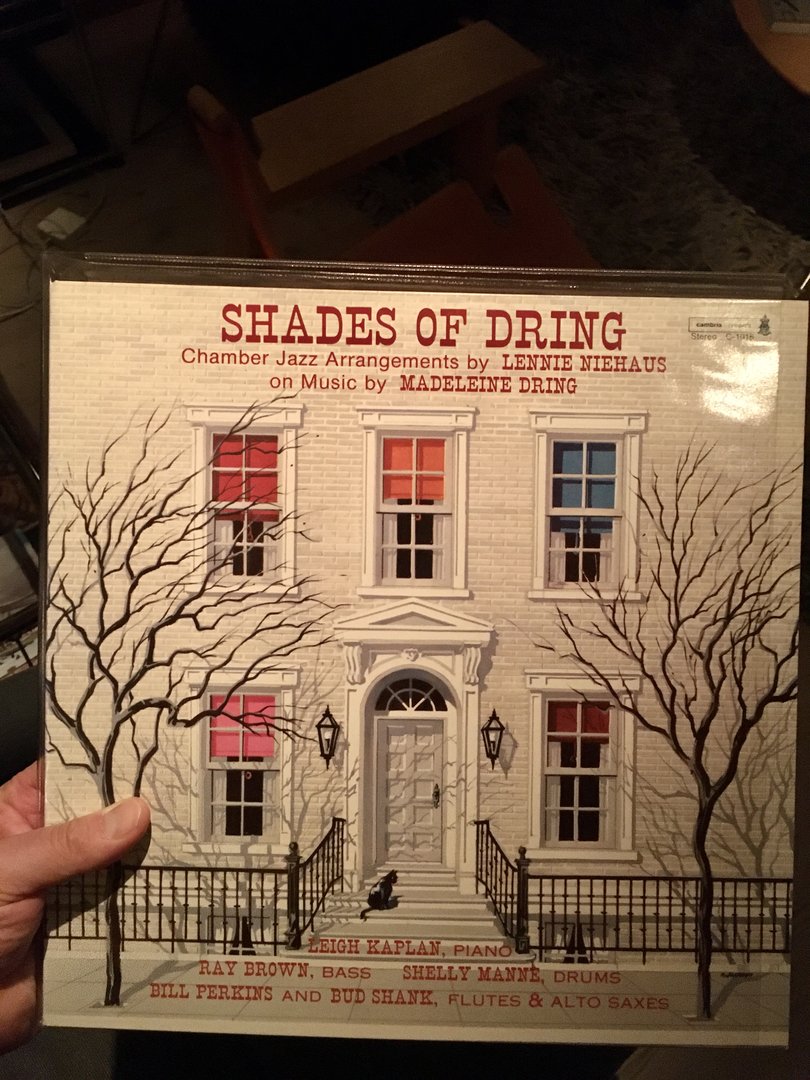 SHADES OF DRING
cambria
Stereo
Chamber Jazz Arrangements by LENNIE NIEHAUS
on Music by MADELEINE DRING
LEIGH KAPLAN, PIANO
RAY BROWN, BASS SHELLY MANNE, DRUMS
BILL PERKINS AND BUD SHANK, FLUTES & ALTO SAXES